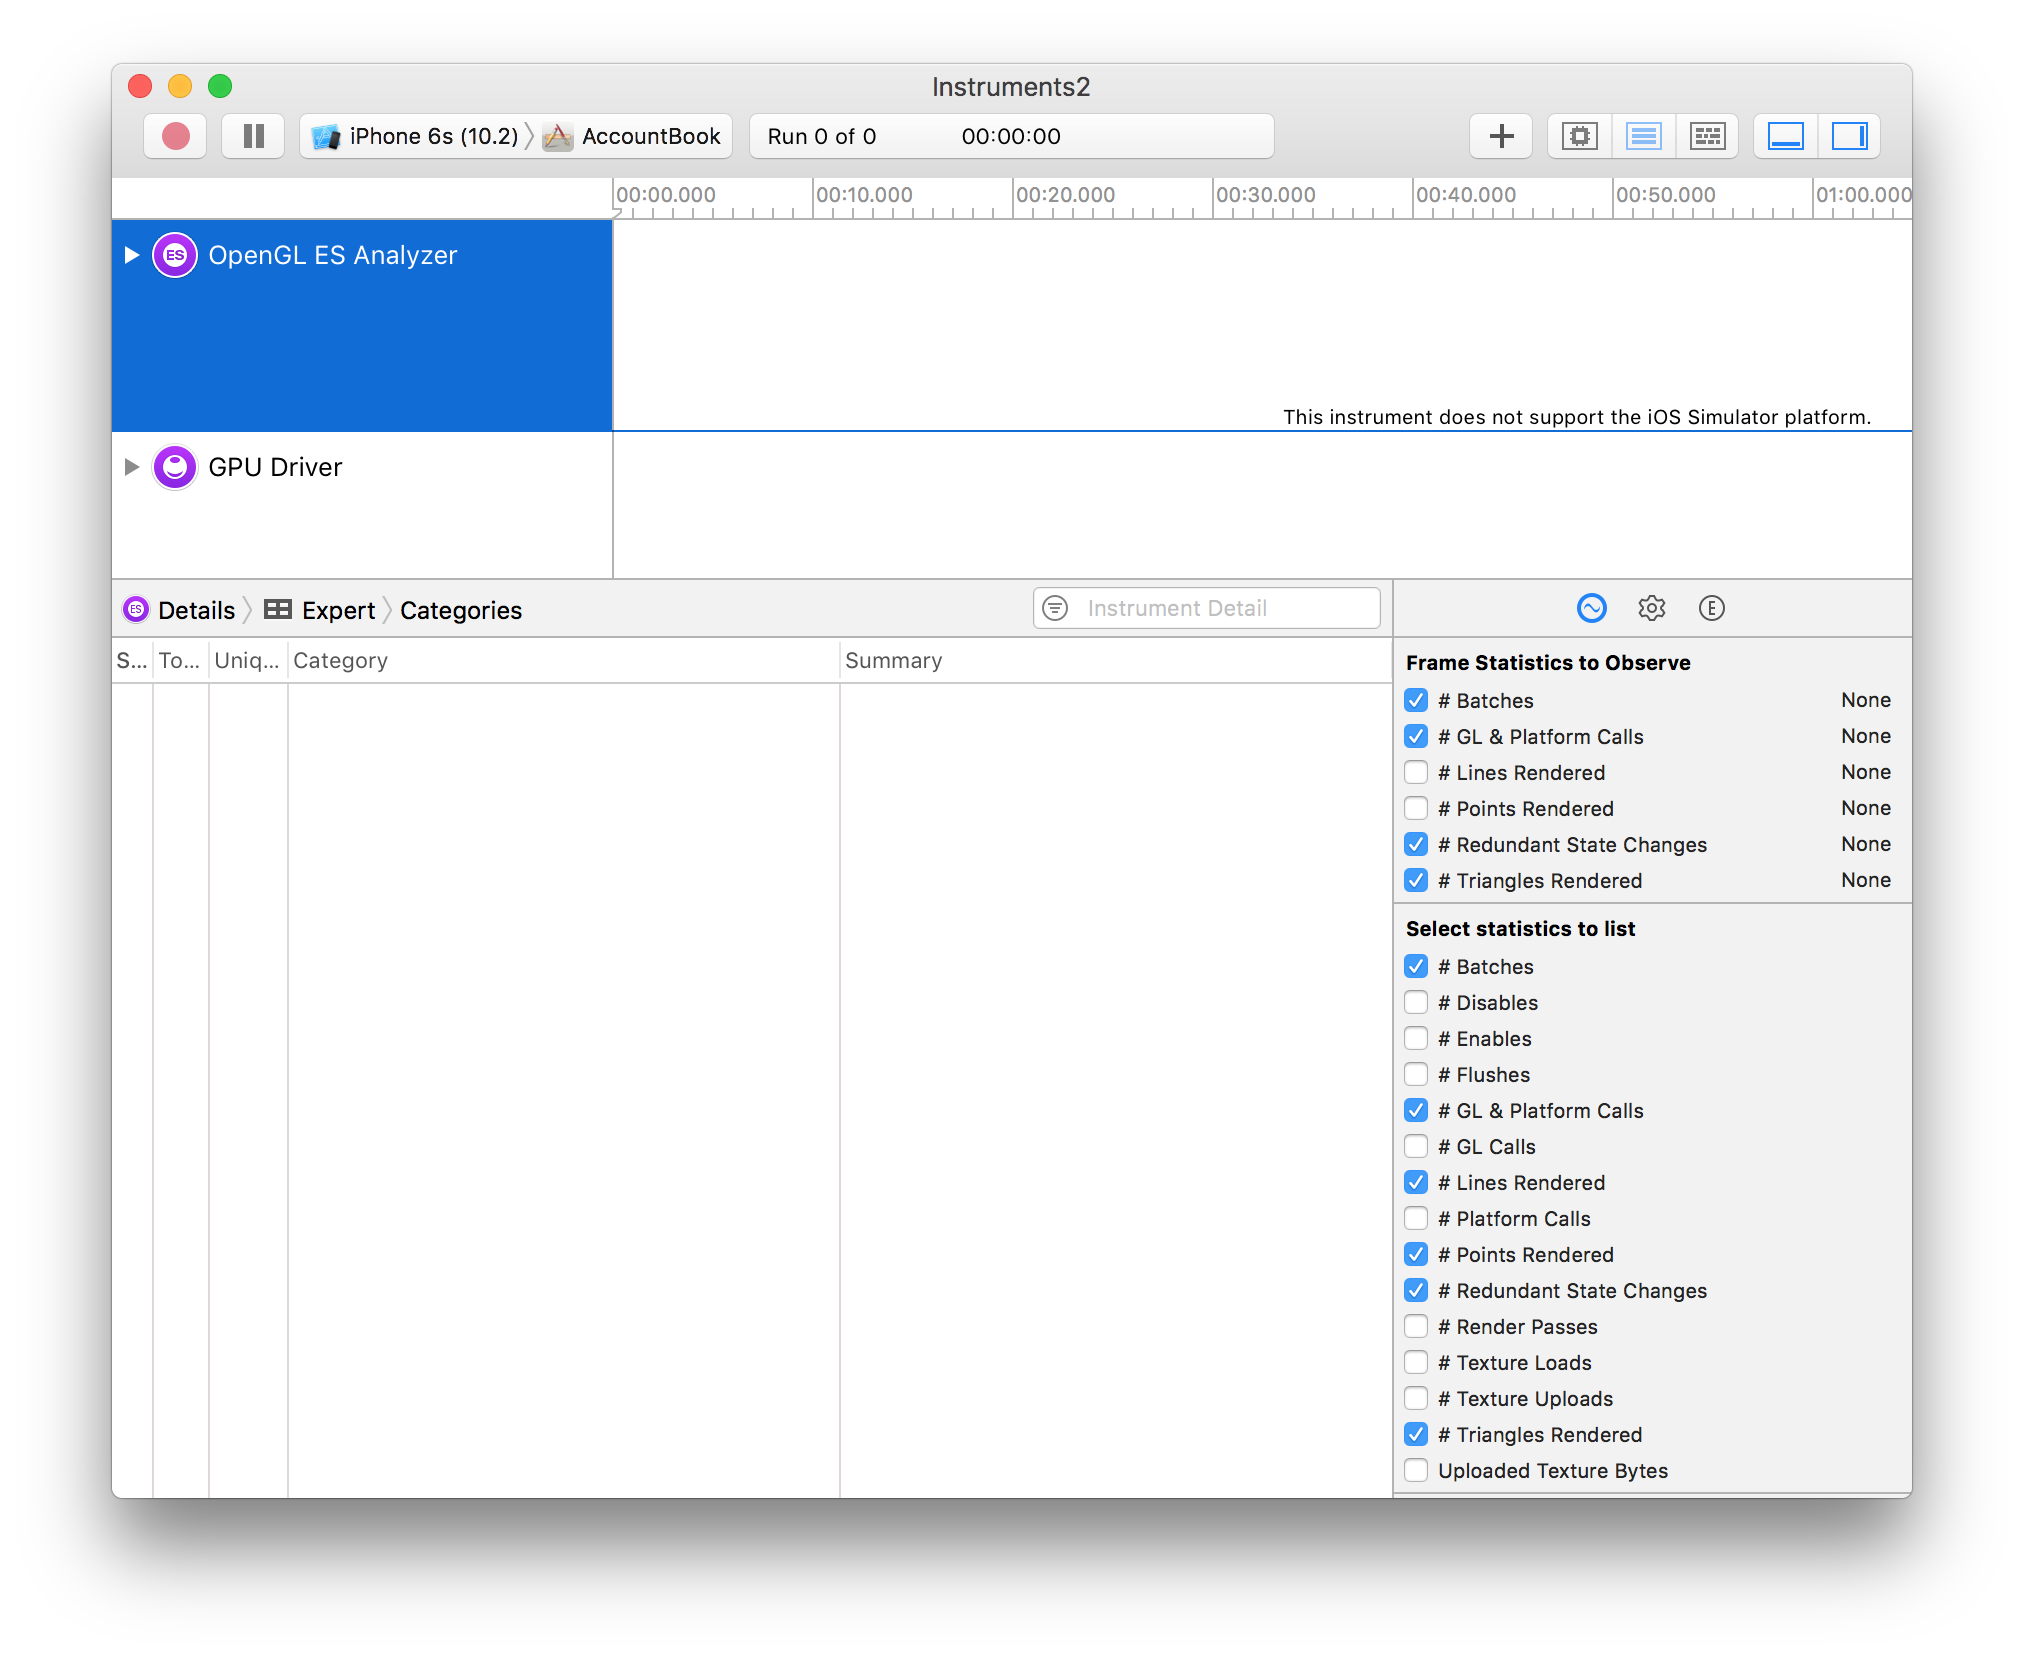 Instruments2
iPhone 6s (10.2) AccountBook Run 0 of 0 00:00:00
00:00.000 00:10.000 00:20.000 00:30.000 00:40.000 00:50.000 01:00.000
ES OpenGL ES Analyzer
This instrument does not support the iOS Simulator platform.
GPU Driver
ES Details Expert Categories Instrument Detail E
S... To... Uniq... Category Summary
Frame Statistics to Observe
# Batches None
# GL & Platform Calls None
# Lines Rendered None
# Points Rendered None
# Redundant State Changes None
# Triangles Rendered None
Select statistics to list
# Batches
# Disables
# Enables
# Flushes
# GL & Platform Calls
# GL Calls
# Lines Rendered
# Platform Calls
# Points Rendered
# Redundant State Changes
# Render Passes
# Texture Loads
# Texture Uploads
# Triangles Rendered
Uploaded Texture Bytes